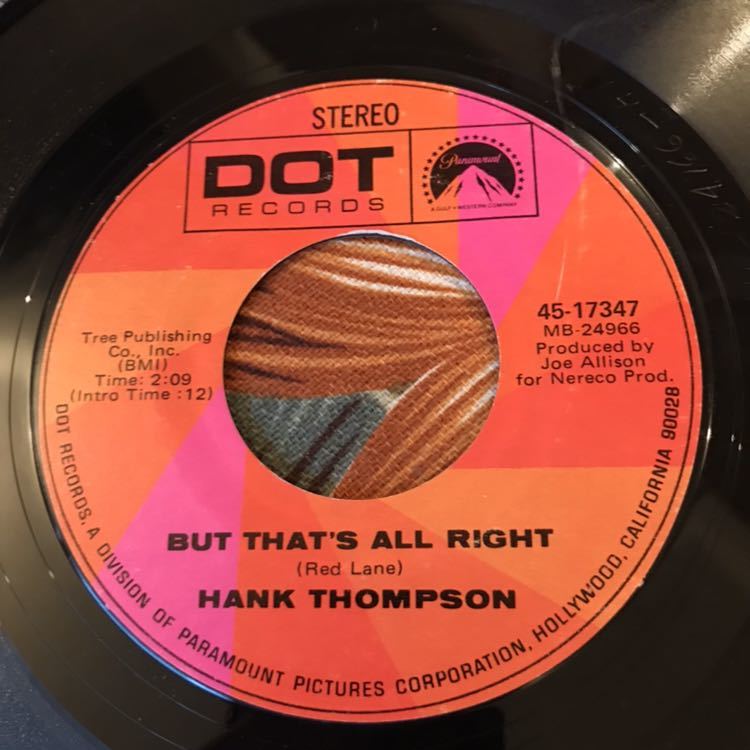 STEREO
DOT
RECORDS
Paramount
A GULF + WESTERN COMPANY
45-17347
MB-24966
Produced by
Joe Allison
for Nereco Prod.
Tree Publishing
Co., Inc.
(BMI)
Time: 2:09
(Intro Time :12)
BUT THAT'S ALL RIGHT
(Red Lane)
HANK THOMPSON
DOT RECORDS, A DIVISION OF PARAMOUNT PICTURES CORPORATION, HOLLYWOOD, CALIFORNIA 90028